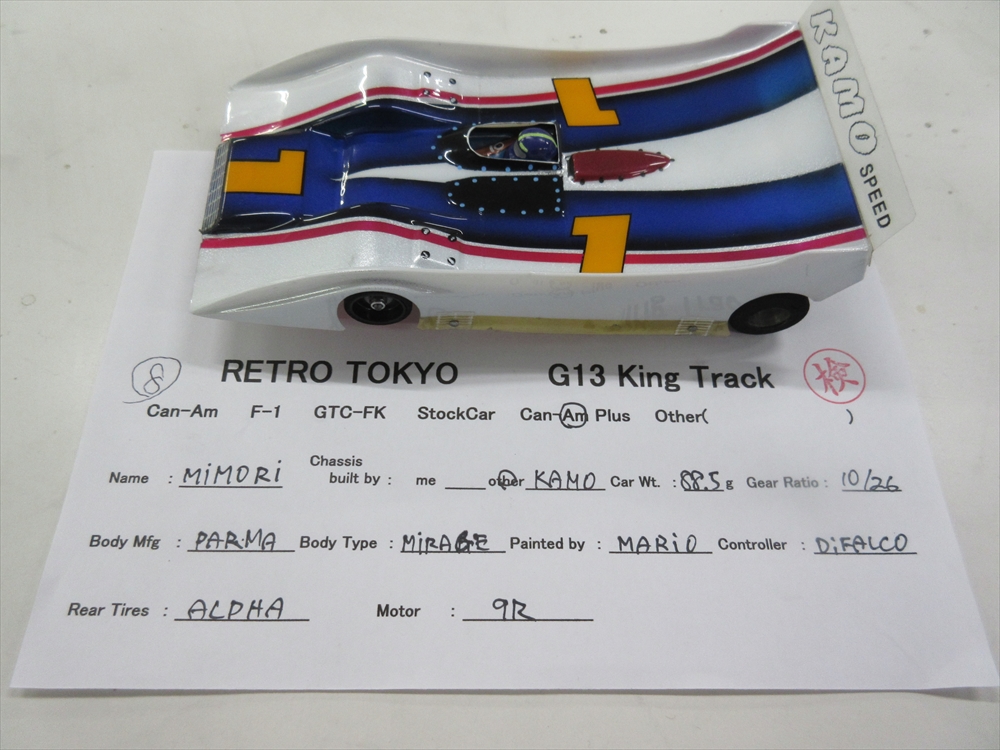 KAMO SPEED
1
1
1
8 RETRO TOKYO G13 King Track 検
Can-Am F-1 GTC-FK StockCar Can-Am Plus Other( )
Name : MiMORi Chassis built by : me other KAMO Car Wt. : 88.5 g Gear Ratio : 10/26
Body Mfg : PARMA Body Type : MiRAGE Painted by : MARiO Controller : DiFALCO
Rear Tires : ALPHA Motor : 9R